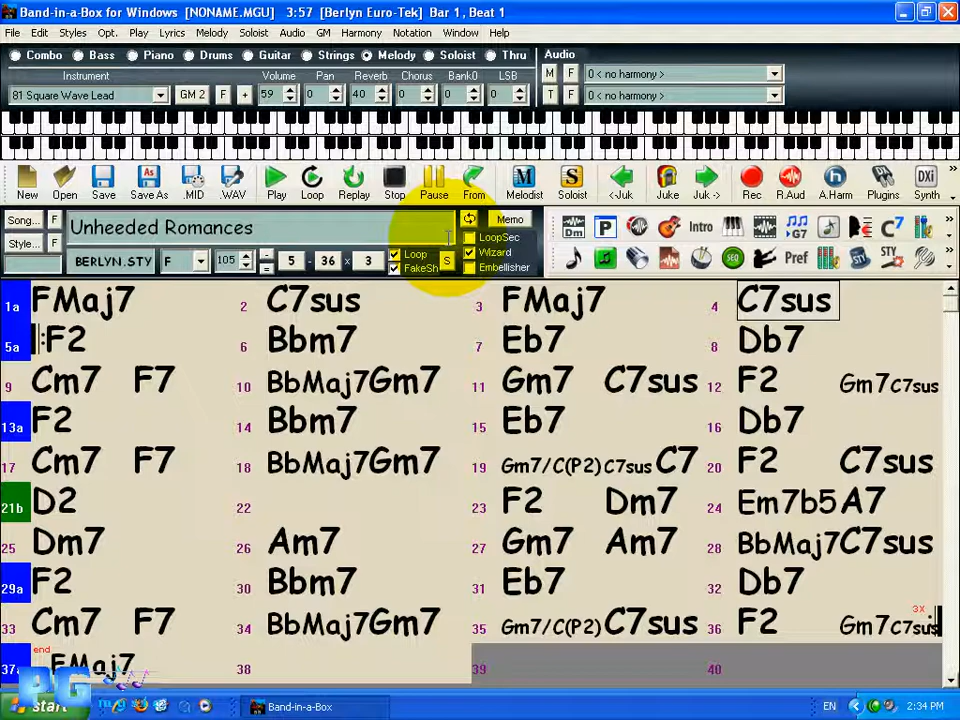 Band-in-a-Box for Windows [NONAME.MGU] 3:57 [Berlyn Euro-Tek] Bar 1, Beat 1
File Edit Styles Opt. Play Lyrics Melody Soloist Audio GM Harmony Notation Window Help
Combo Bass Piano Drums Guitar Strings Melody Soloist Thru Audio
Instrument Volume Pan Reverb Chorus Bank0 LSB M F 0 < no harmony >
81 Square Wave Lead GM 2 F + 59 0 40 0 0 0 T F 0 < no harmony >
New Open Save Save As .MID .WAV Play Loop Replay Stop Pause From Melodist Soloist <-Juk Juke Juk -> Rec R.Aud A.Harm Plugins Synth
Song... F Unheeded Romances Memo
LoopSec
Style... F BERLYN.STY F 105 5 - 36 x 3 Loop S Wizard
FakeSh Embellisher
Intro Pref
1a FMaj7 2 C7sus 3 FMaj7 4 C7sus
5a F2 6 Bbm7 7 Eb7 8 Db7
9 Cm7 F7 10 BbMaj7Gm7 11 Gm7 C7sus 12 F2 Gm7C7sus
13a F2 14 Bbm7 15 Eb7 16 Db7
17 Cm7 F7 18 BbMaj7Gm7 19 Gm7/C(P2)C7sus C7 20 F2 C7sus
21b D2 22 23 F2 Dm7 24 Em7b5A7
25 Dm7 26 Am7 27 Gm7 Am7 28 BbMaj7C7sus
29a F2 30 Bbm7 31 Eb7 32 Db7
33 Cm7 F7 34 BbMaj7Gm7 35 Gm7/C(P2)C7sus 36 F2 3x Gm7C7sus
37a end FMaj7 38 39 40
PG
start Band-in-a-Box EN 2:34 PM